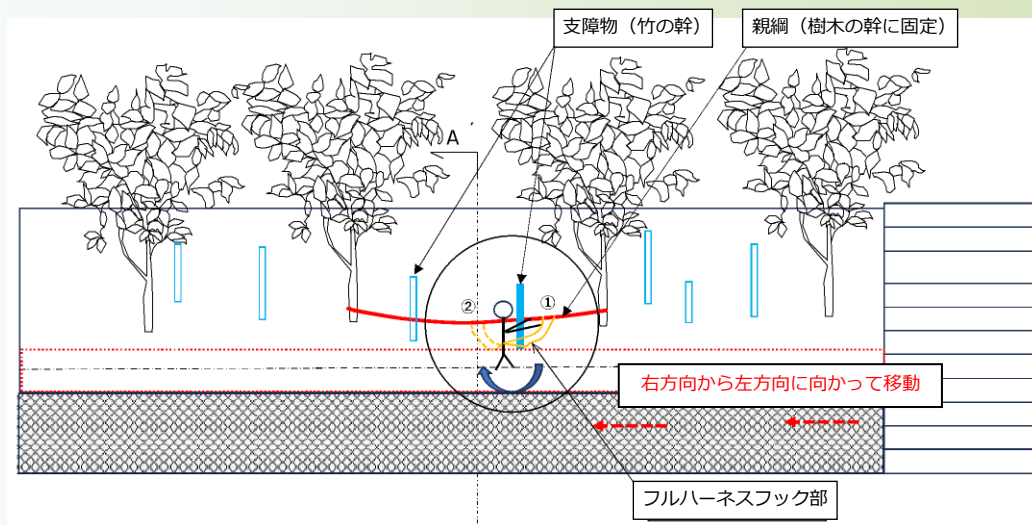 支障物（竹の幹）
親綱（樹木の幹に固定）
A ´
②
①
右方向から左方向に向かって移動
フルハーネスフック部